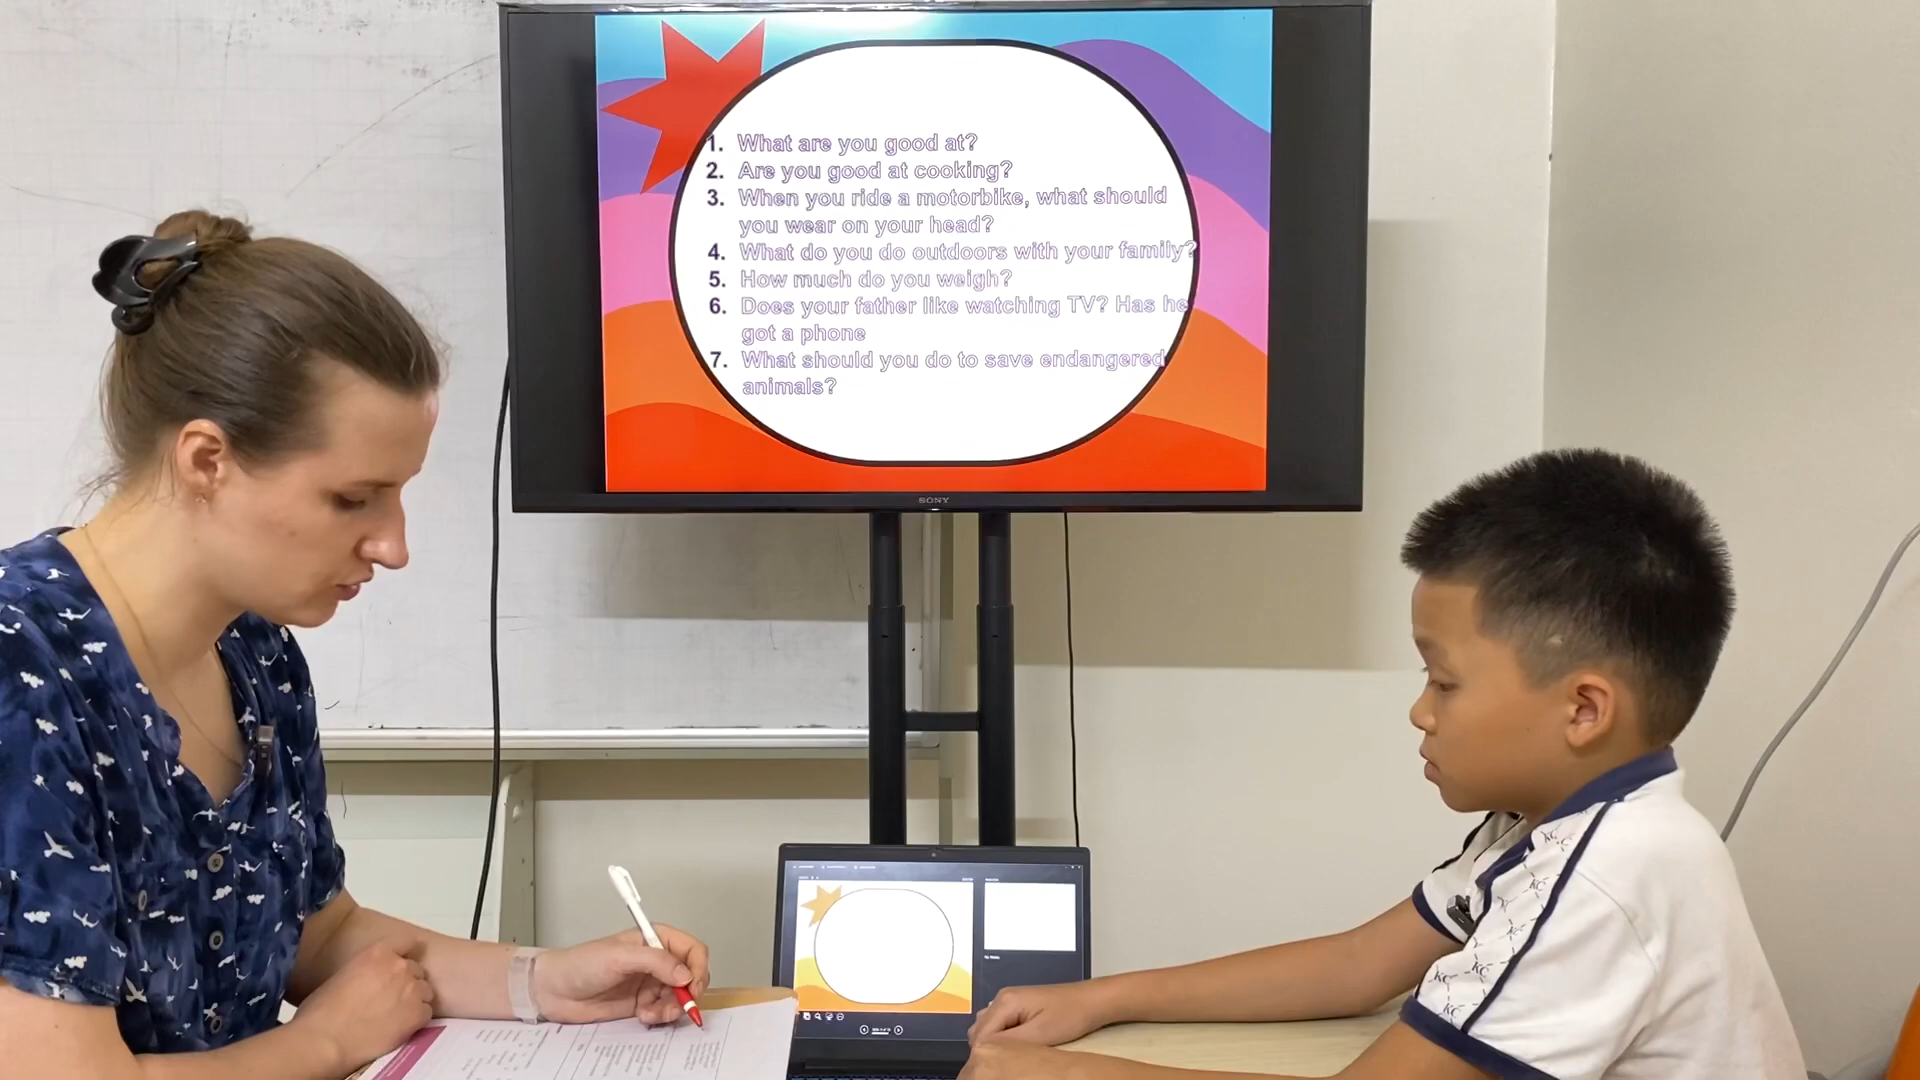 1. What are you good at?
2. Are you good at cooking?
3. When you ride a motorbike, what should
you wear on your head?
4. What do you do outdoors with your family?
5. How much do you weigh?
6. Does your father like watching TV? Has he
got a phone
7. What should you do to save endangered
animals?
SONY
KC
KC
KC